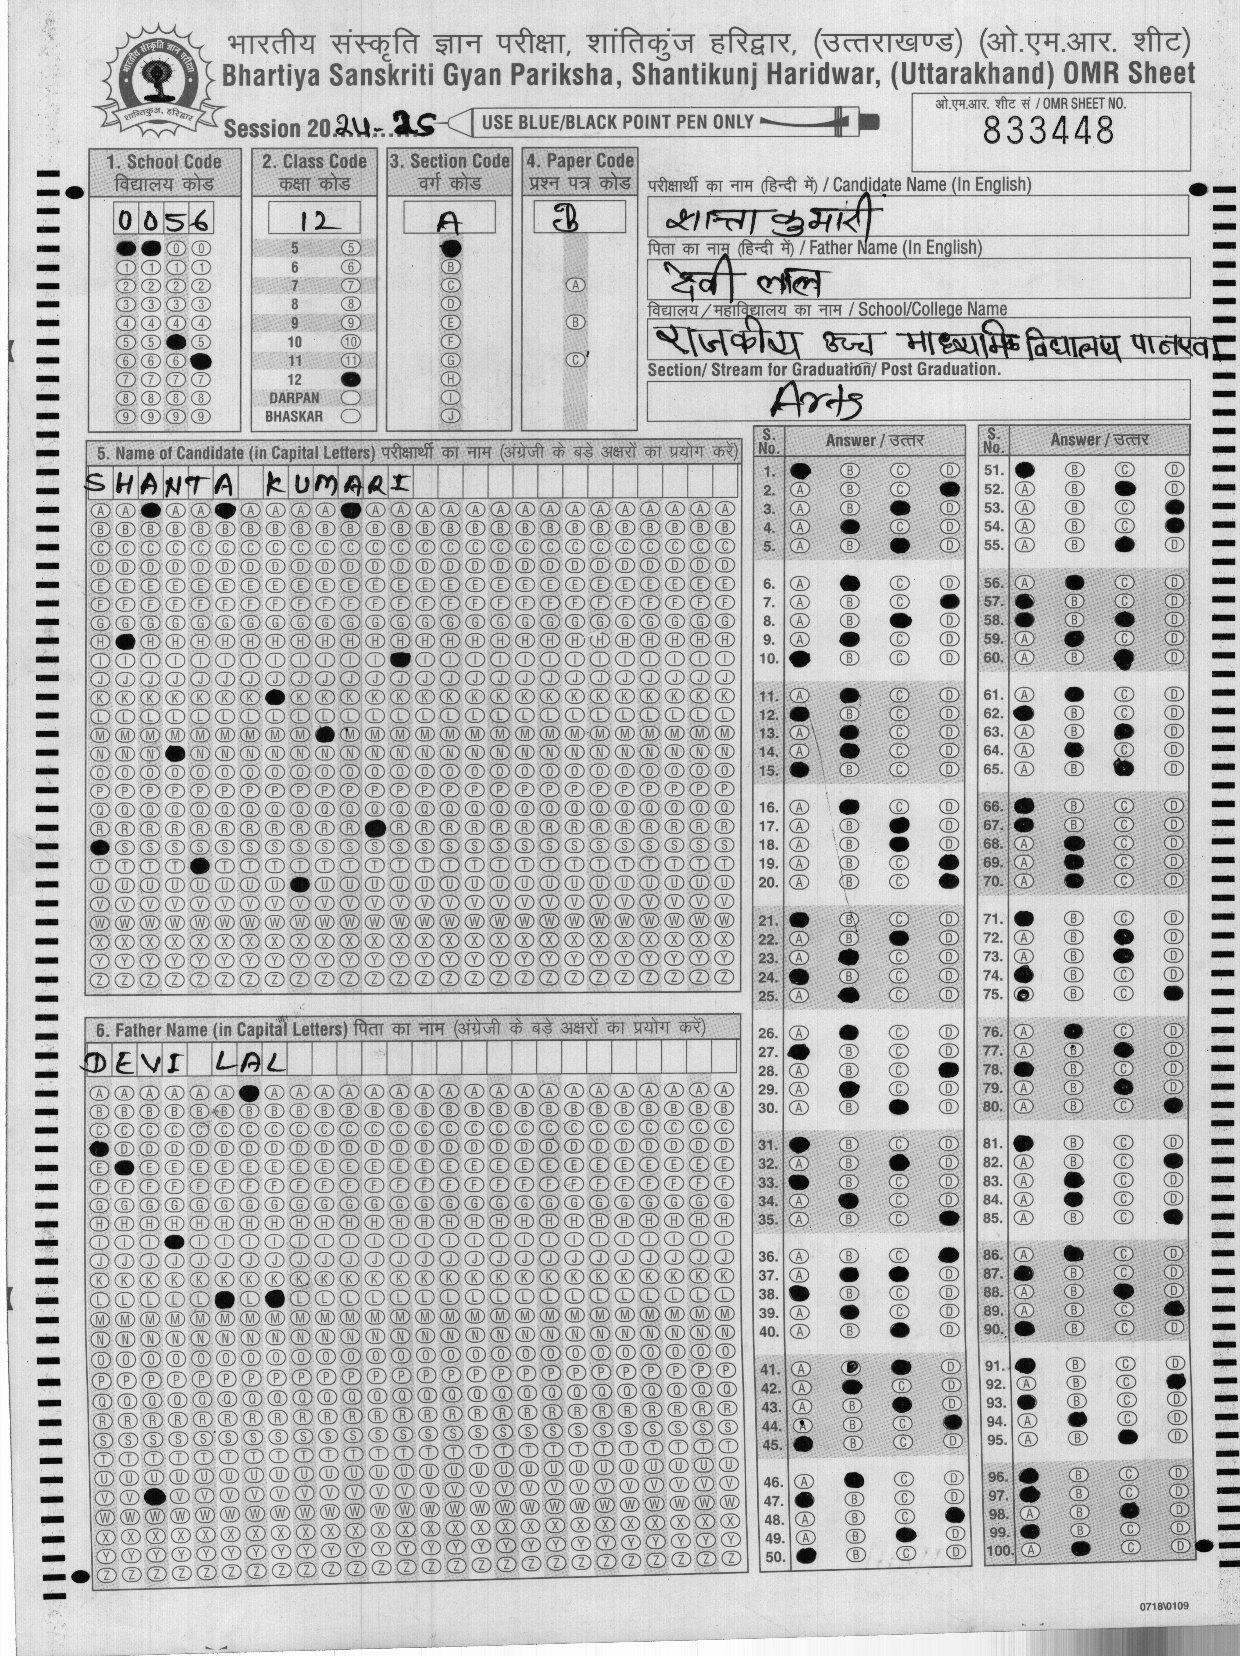 भारतीय संस्कृति ज्ञान परीक्षा, शांतिकुंज हरिद्वार, (उत्तराखण्ड) (ओ.एम.आर. शीट)
Bhartiya Sanskriti Gyan Pariksha, Shantikunj Haridwar, (Uttarakhand) OMR Sheet
Session 2024-25
USE BLUE/BLACK POINT PEN ONLY
ओ.एम.आर. शीट सं / OMR SHEET NO.
833448
1. School Code
विद्यालय कोड
0056
2. Class Code
कक्षा कोड
12
5
6
7
8
9
10
11
12
DARPAN
BHASKAR
3. Section Code
वर्ग कोड
A
4. Paper Code
प्रश्न पत्र कोड
B
परीक्षार्थी का नाम (हिन्दी में) / Candidate Name (In English)
शान्ता कुमारी
पिता का नाम (हिन्दी में) / Father Name (In English)
देवी लाल
विद्यालय / महाविद्यालय का नाम / School/College Name
राजकीय उच्च माध्यमिक विद्यालय
Section/ Stream for Graduation/ Post Graduation.
Arts
5. Name of Candidate (in Capital Letters) परीक्षार्थी का नाम (अंग्रेजी के बड़े अक्षरों का प्रयोग करें)
SHANTA KUMARI
6. Father Name (in Capital Letters) पिता का नाम (अंग्रेजी के बड़े अक्षरों का प्रयोग करें)
DEVI LAL
S. No. Answer / उत्तर
S. No. Answer / उत्तर
0718\0109